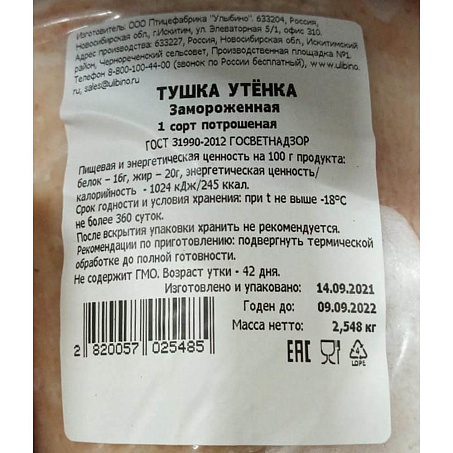 Изготовитель: ООО Птицефабрика "Улыбино". 633204, Россия,
Новосибирская обл, г.Искитим, ул. Элеваторная 5/1, офис 310.
Адрес производства: 633227, Россия, Новосибирская обл., Искитимский
район, Чернореченский сельсовет, Производственная площадка №1
Телефон 8-800-100-44-00 (звонок по России бесплатный), www.ulbino.
ru, sales@ulbino.ru
ТУШКА УТЁНКА
Замороженная
1 сорт потрошеная
ГОСТ 31990-2012 ГОСВЕТНАДЗОР
Пищевая и энергетическая ценность на 100 г продукта:
белок – 16г, жир – 20г, энергетическая ценность/
калорийность - 1024 кДж/245 ккал.
Срок годности и условия хранения: при t не выше -18°С
не более 360 суток.
После вскрытия упаковки хранить не рекомендуется.
Рекомендации по приготовлению: подвергнуть термической
обработке до полной готовности.
Не содержит ГМО. Возраст утки - 42 дня.
Изготовлено и упаковано: 14.09.2021
Годен до: 09.09.2022
Масса нетто: 2,548 кг
2 820057 025485
ЕАС
4
LDPE